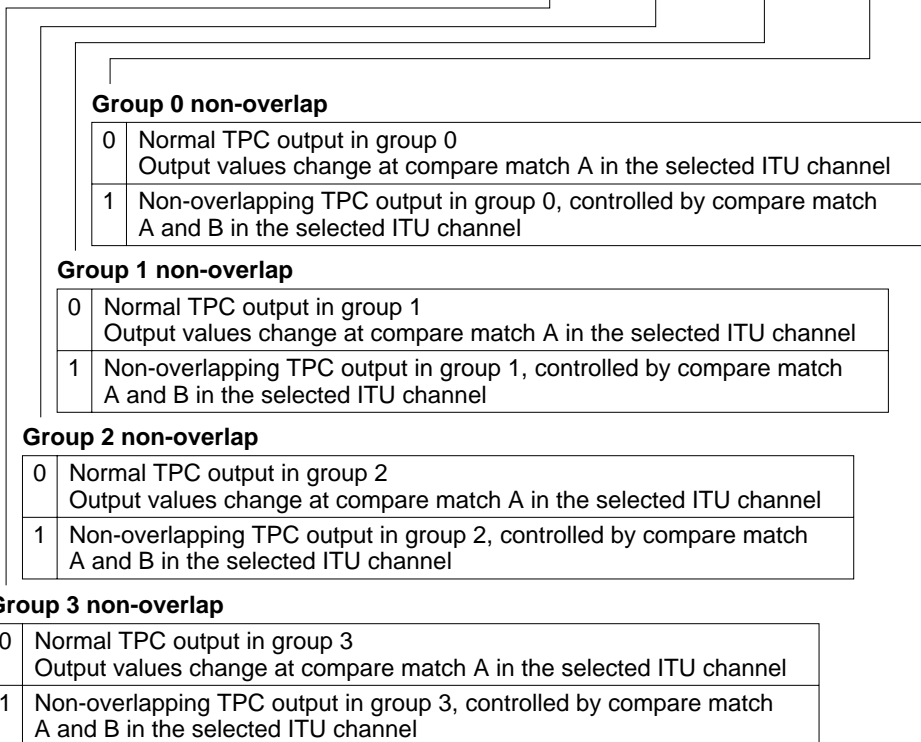 Group 0 non-overlap
0 Normal TPC output in group 0
Output values change at compare match A in the selected ITU channel
1 Non-overlapping TPC output in group 0, controlled by compare match
A and B in the selected ITU channel
Group 1 non-overlap
0 Normal TPC output in group 1
Output values change at compare match A in the selected ITU channel
1 Non-overlapping TPC output in group 1, controlled by compare match
A and B in the selected ITU channel
Group 2 non-overlap
0 Normal TPC output in group 2
Output values change at compare match A in the selected ITU channel
1 Non-overlapping TPC output in group 2, controlled by compare match
A and B in the selected ITU channel
Group 3 non-overlap
0 Normal TPC output in group 3
Output values change at compare match A in the selected ITU channel
1 Non-overlapping TPC output in group 3, controlled by compare match
A and B in the selected ITU channel